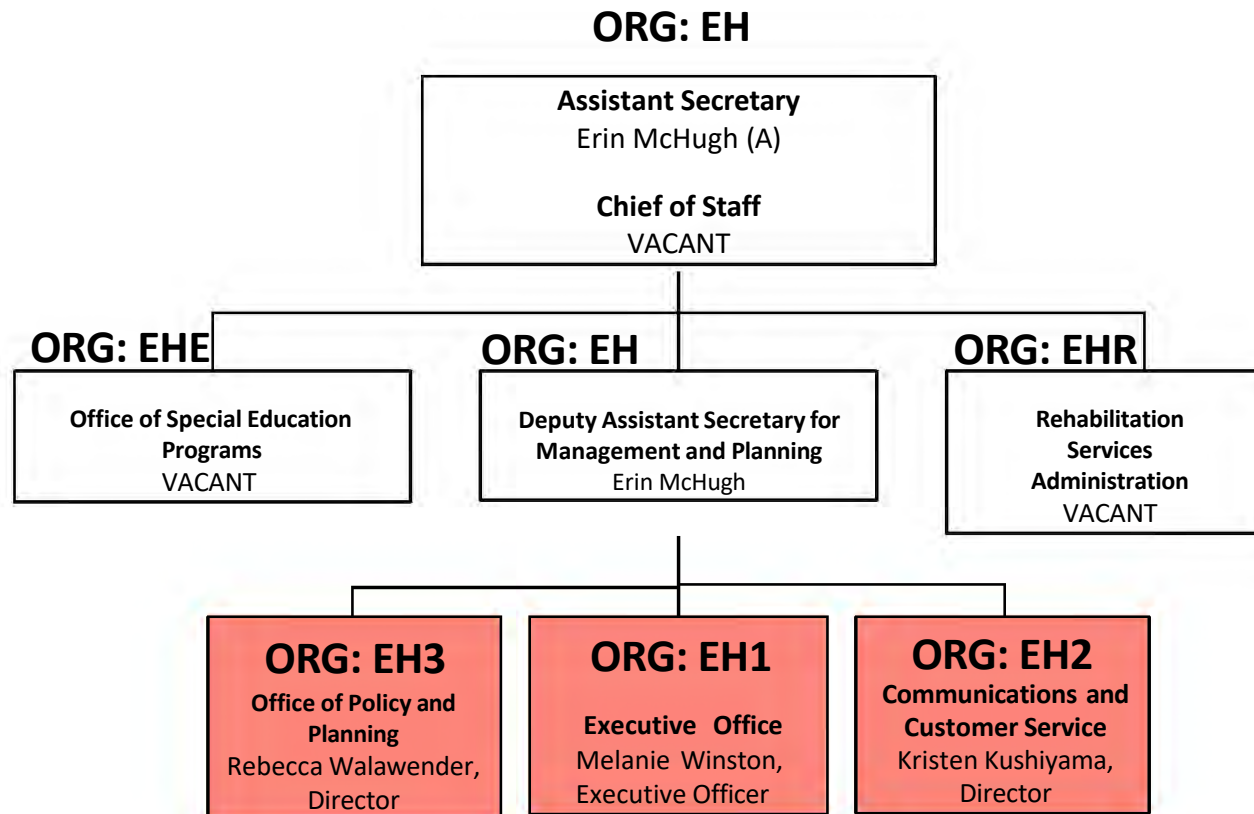 ORG: EH
Assistant Secretary
Erin McHugh (A)
Chief of Staff
VACANT
ORG: EHE
Office of Special Education
Programs
VACANT
ORG: EH
Deputy Assistant Secretary for
Management and Planning
Erin McHugh
ORG: EHR
Rehabilitation
Services
Administration
VACANT
ORG: EH3
Office of Policy and
Planning
Rebecca Walawender,
Director
ORG: EH1
Executive Office
Melanie Winston,
Executive Officer
ORG: EH2
Communications and
Customer Service
Kristen Kushiyama,
Director